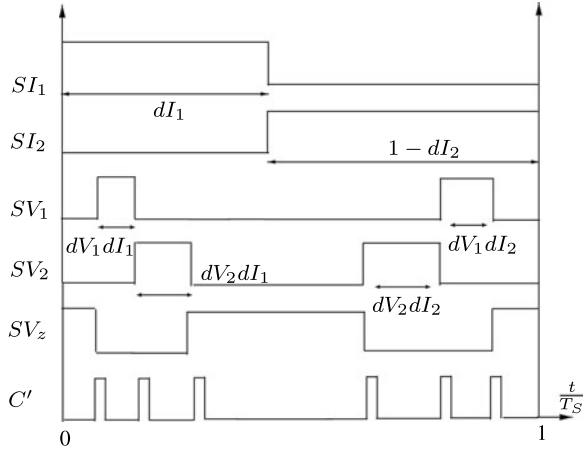 SI₁
dI₁
SI₂
1 − dI₂
SV₁
dV₁dI₁
dV₁dI₂
SV₂
dV₂dI₁
dV₂dI₂
SV_z
C′
t/T_S
0
1